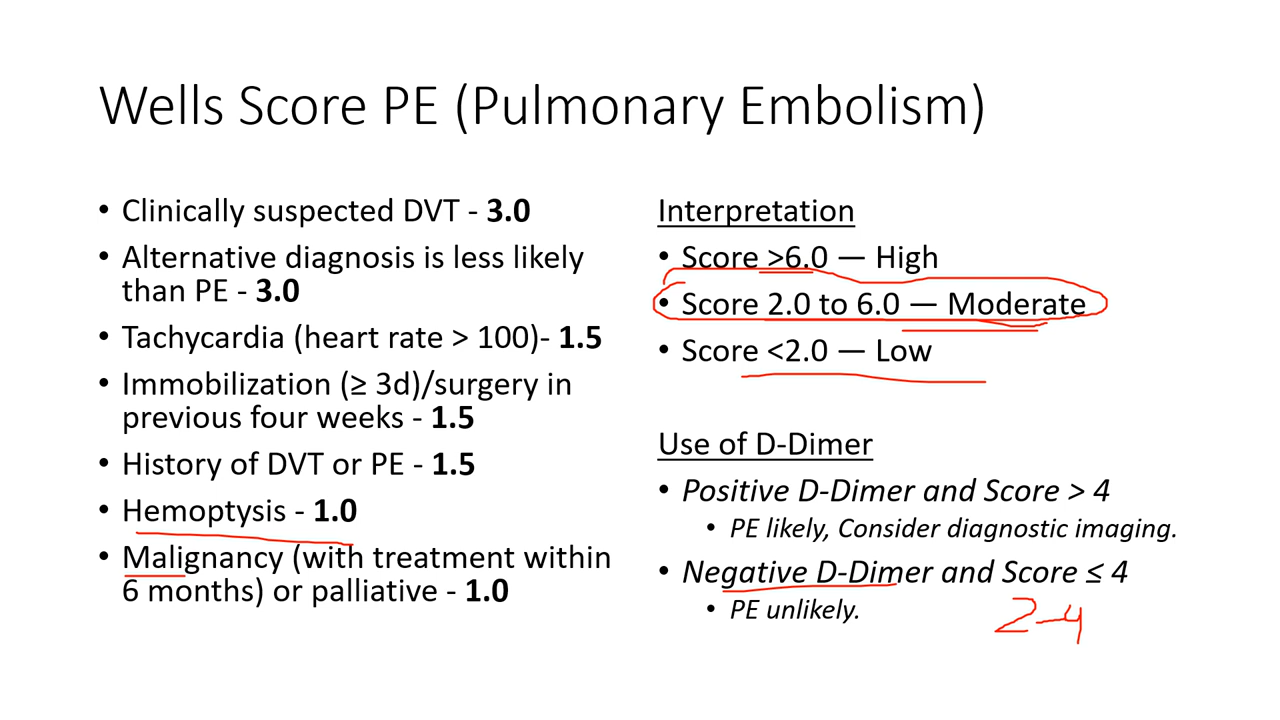 Wells Score PE (Pulmonary Embolism)
• Clinically suspected DVT - 3.0
• Alternative diagnosis is less likely
than PE - 3.0
• Tachycardia (heart rate > 100)- 1.5
• Immobilization (≥ 3d)/surgery in
previous four weeks - 1.5
• History of DVT or PE - 1.5
• Hemoptysis - 1.0
• Malignancy (with treatment within
6 months) or palliative - 1.0
Interpretation
• Score >6.0 — High
• Score 2.0 to 6.0 — Moderate
• Score <2.0 — Low
Use of D-Dimer
• Positive D-Dimer and Score > 4
• PE likely, Consider diagnostic imaging.
• Negative D-Dimer and Score ≤ 4
• PE unlikely.
2-4